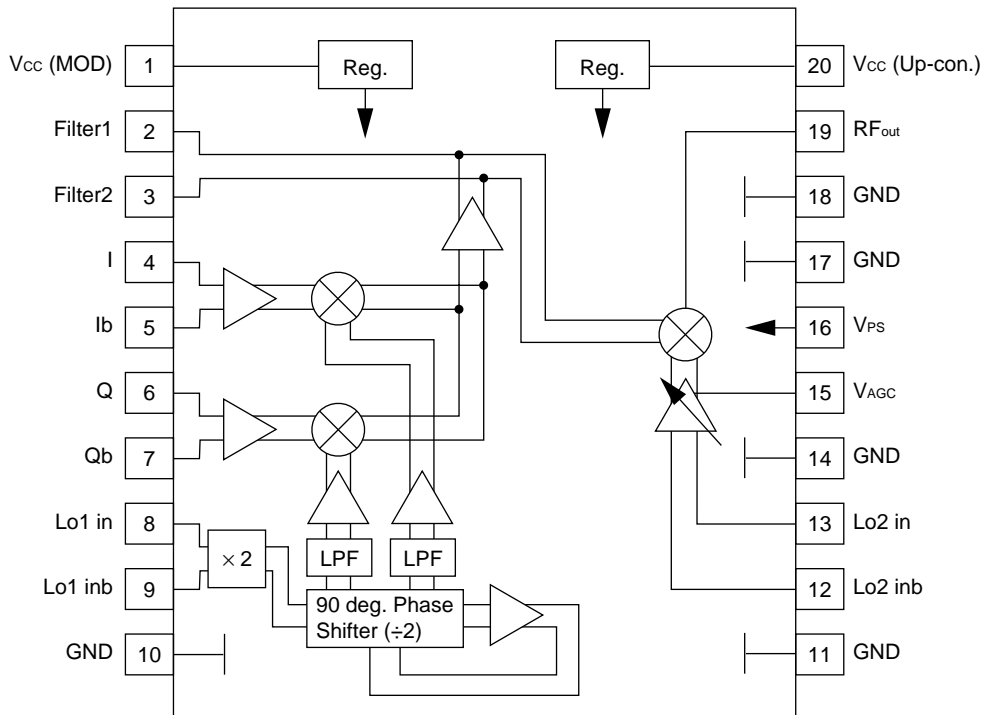 VCC (MOD) 1 Reg. Reg. 20 VCC (Up-con.)
Filter1 2 19 RFout
Filter2 3 18 GND
I 4 17 GND
Ib 5 16 VPS
Q 6 15 VAGC
Qb 7 14 GND
Lo1 in 8 13 Lo2 in
× 2 LPF LPF
Lo1 inb 9 12 Lo2 inb
90 deg. Phase
Shifter (÷2)
GND 10 11 GND